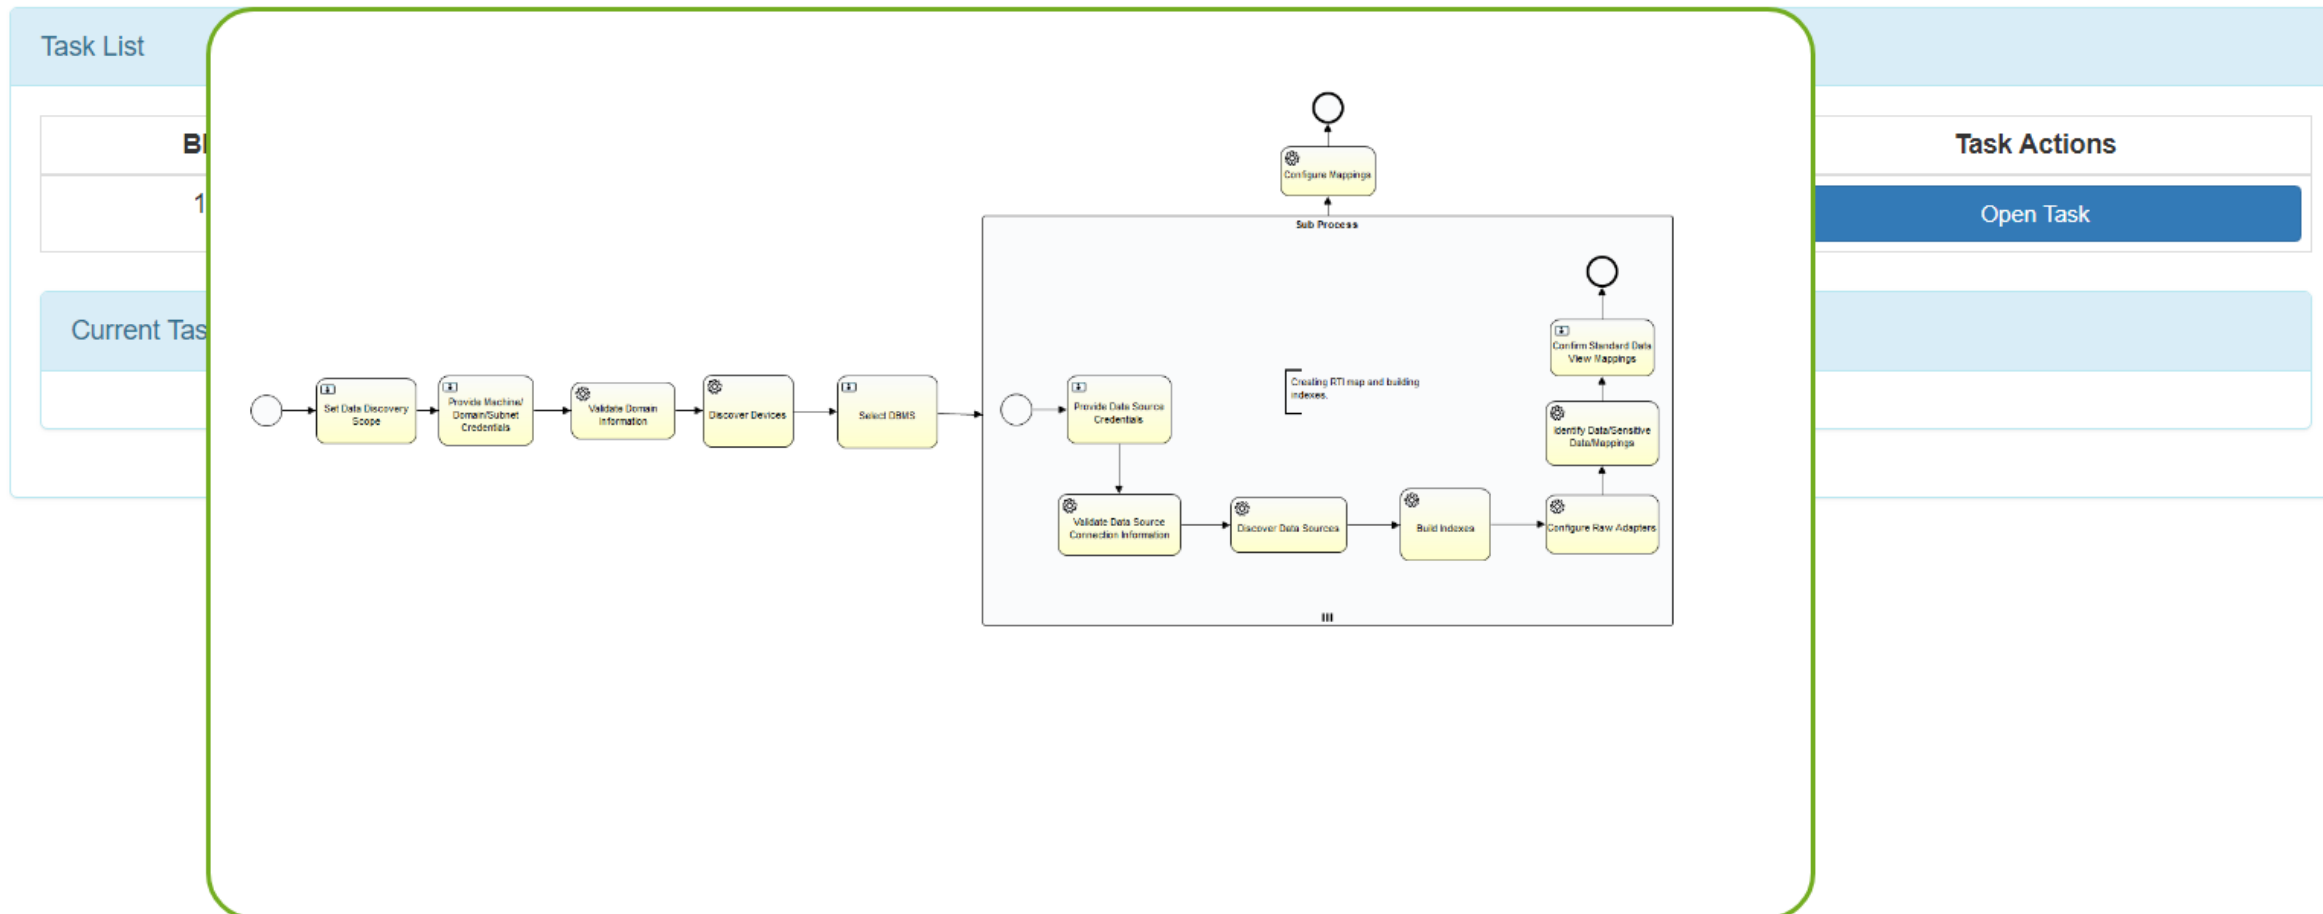 Task List
BI
Task Actions
1
Open Task
Current Tas
Configure Mappings
Sub Process
Set Data Discovery
Scope
Provide Machine/
Domain/Subnet
Credentials
Validate Domain
Information
Discover Devices
Select DBMS
Provide Data Source
Credentials
Creating RTI map and building
indexes.
Validate Data Source
Connection Information
Discover Data Sources
Build Indexes
Configure Raw Adapters
Identify Data/Sensitive
Data/Mappings
Confirm Standard Data
View Mappings